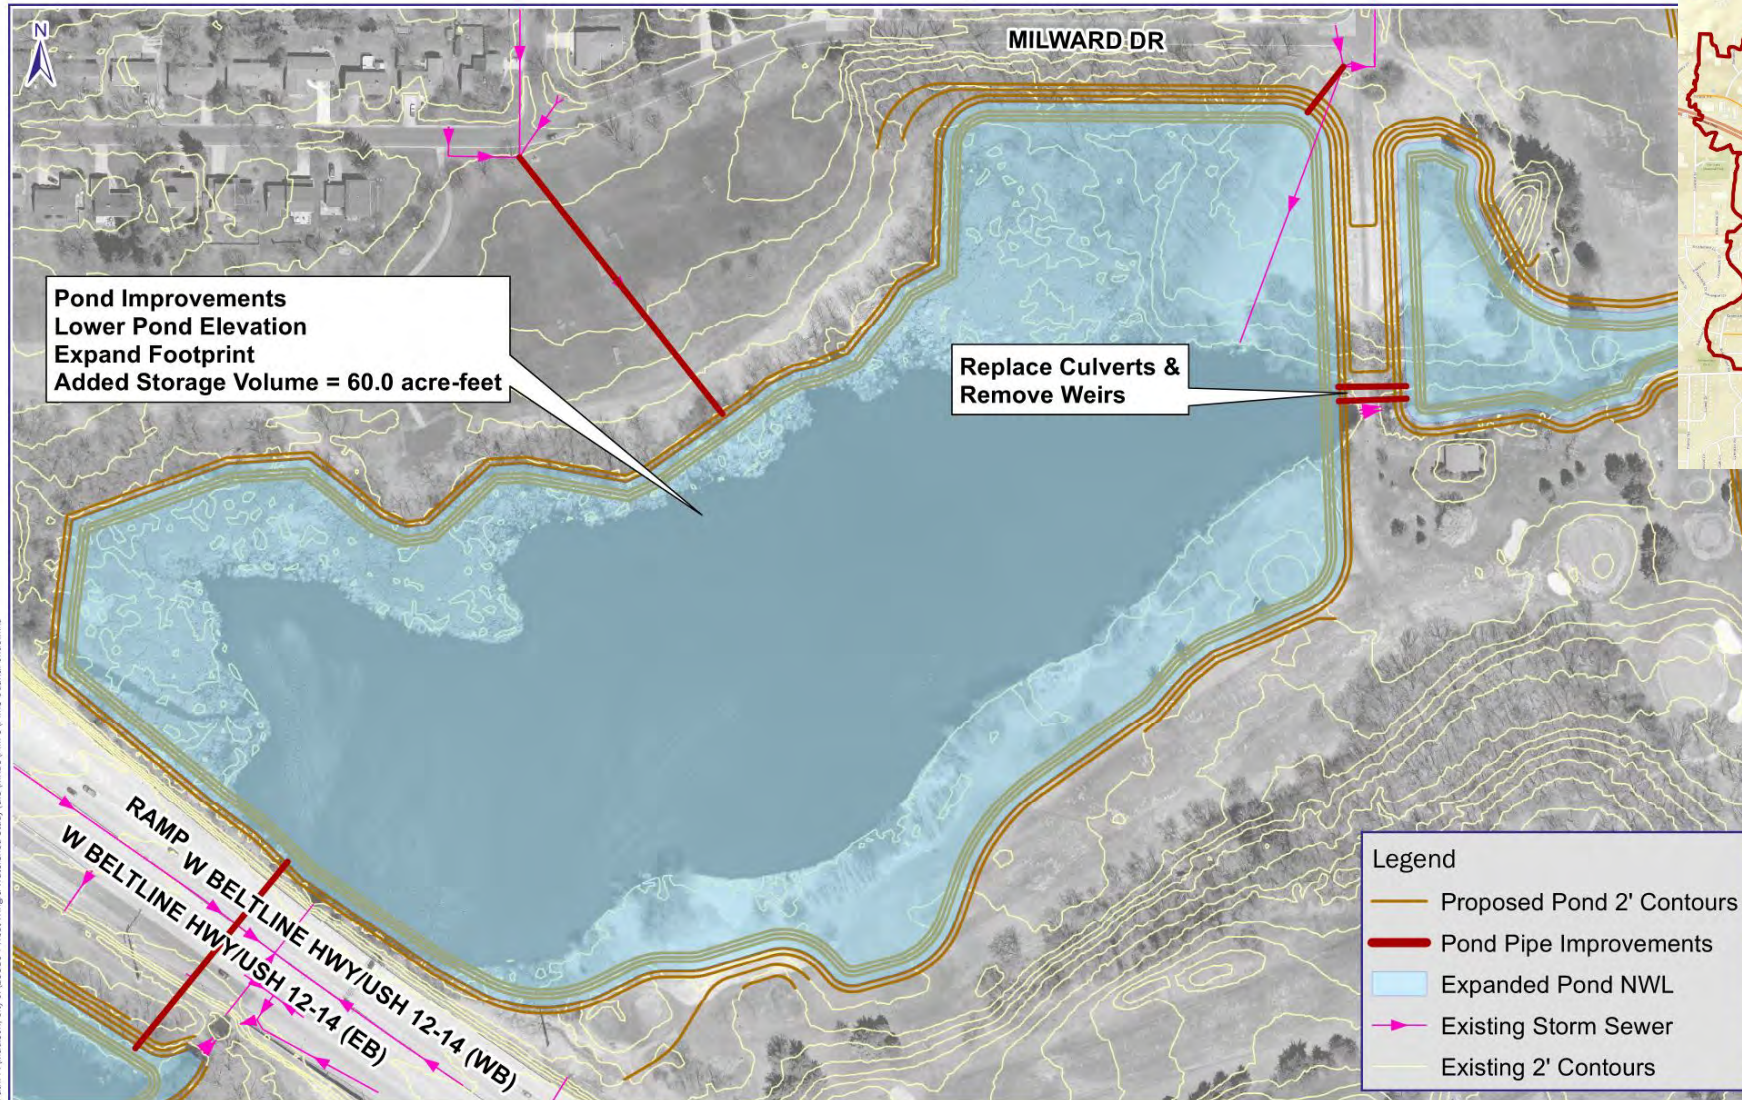 N
MILWARD DR
Pond Improvements
Lower Pond Elevation
Expand Footprint
Added Storage Volume = 60.0 acre-feet
Replace Culverts &
Remove Weirs
RAMP
W BELTLINE HWY/USH 12-14 (WB)
W BELTLINE HWY/USH 12-14 (EB)
Legend
Proposed Pond 2' Contours
Pond Pipe Improvements
Expanded Pond NWL
Existing Storm Sewer
Existing 2' Contours